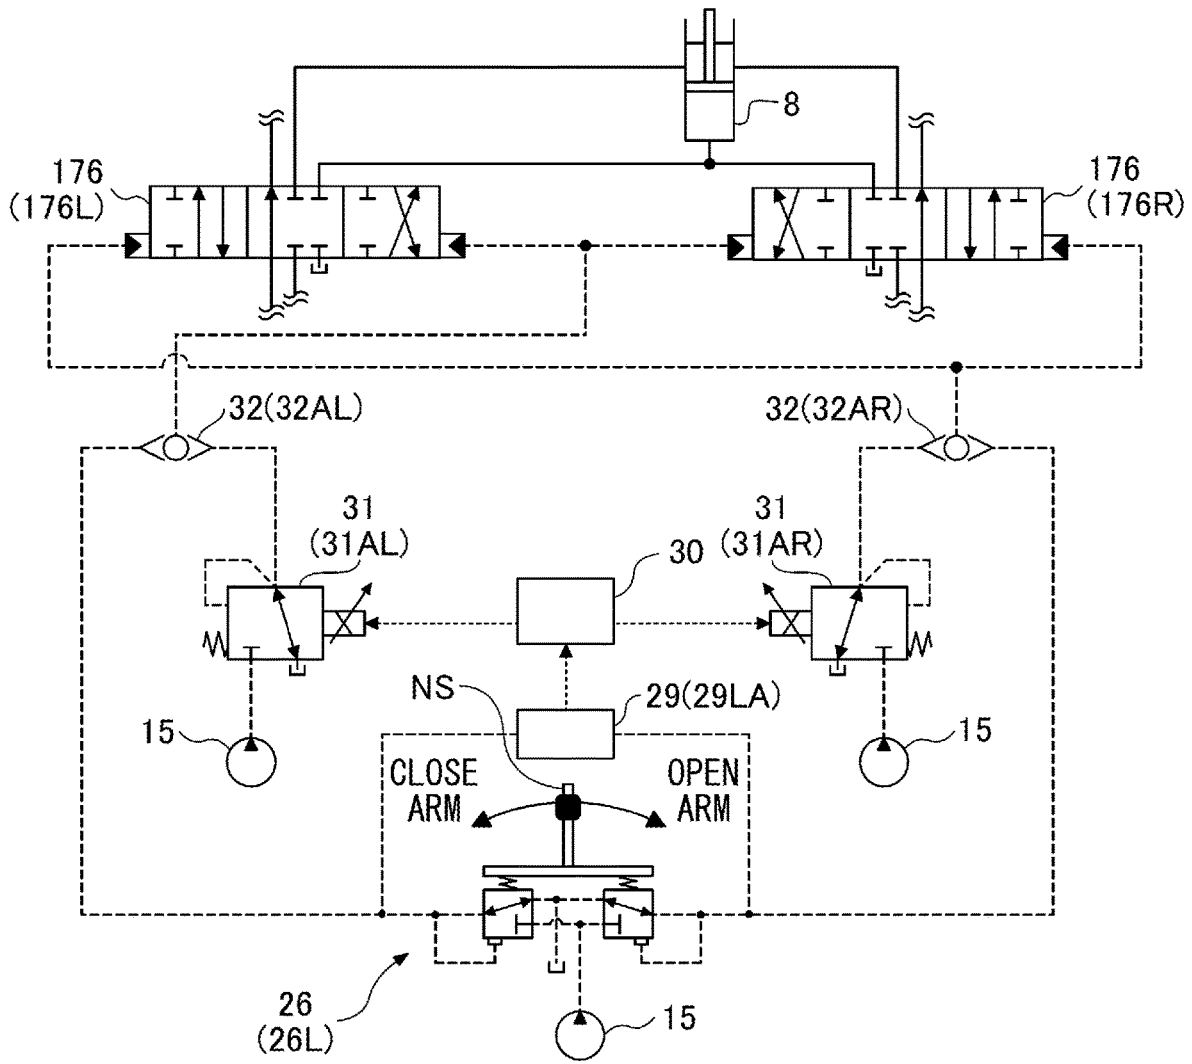 8
176
(176L)
176
(176R)
32(32AL)
32(32AR)
31
(31AL)
30
31
(31AR)
NS
29(29LA)
15
15
CLOSE
ARM
OPEN
ARM
26
(26L)
15